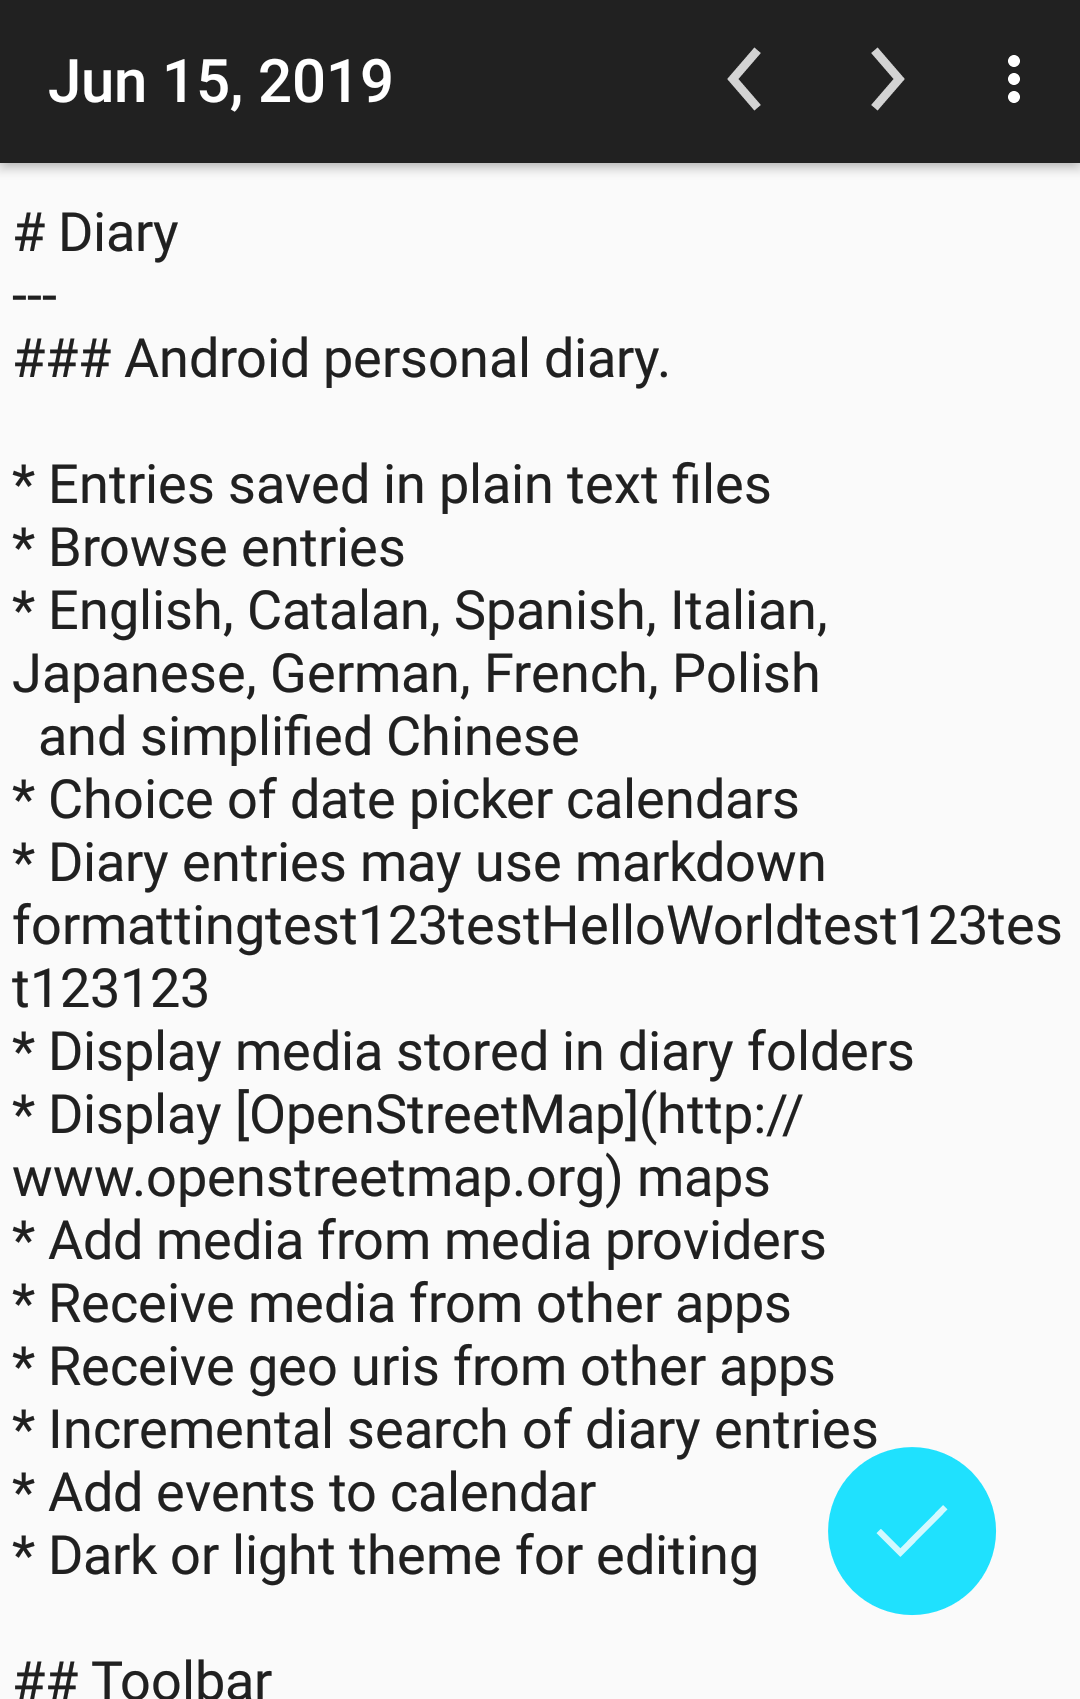 Jun 15, 2019
# Diary
---
### Android personal diary.
* Entries saved in plain text files
* Browse entries
* English, Catalan, Spanish, Italian,
Japanese, German, French, Polish
  and simplified Chinese
* Choice of date picker calendars
* Diary entries may use markdown
formattingtest123testHelloWorldtest123tes
t123123
* Display media stored in diary folders
* Display [OpenStreetMap](http://
www.openstreetmap.org) maps
* Add media from media providers
* Receive media from other apps
* Receive geo uris from other apps
* Incremental search of diary entries
* Add events to calendar
* Dark or light theme for editing
## Toolbar